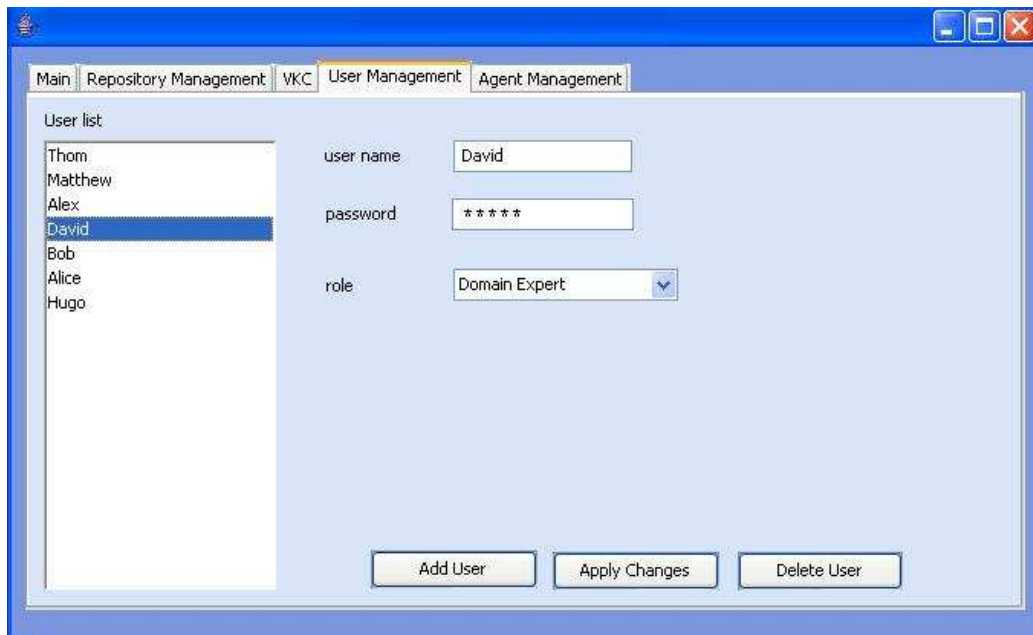 Main Repository Management VKC User Management Agent Management
User list
Thom
Matthew
Alex
David
Bob
Alice
Hugo
user name David
password *****
role Domain Expert
Add User Apply Changes Delete User